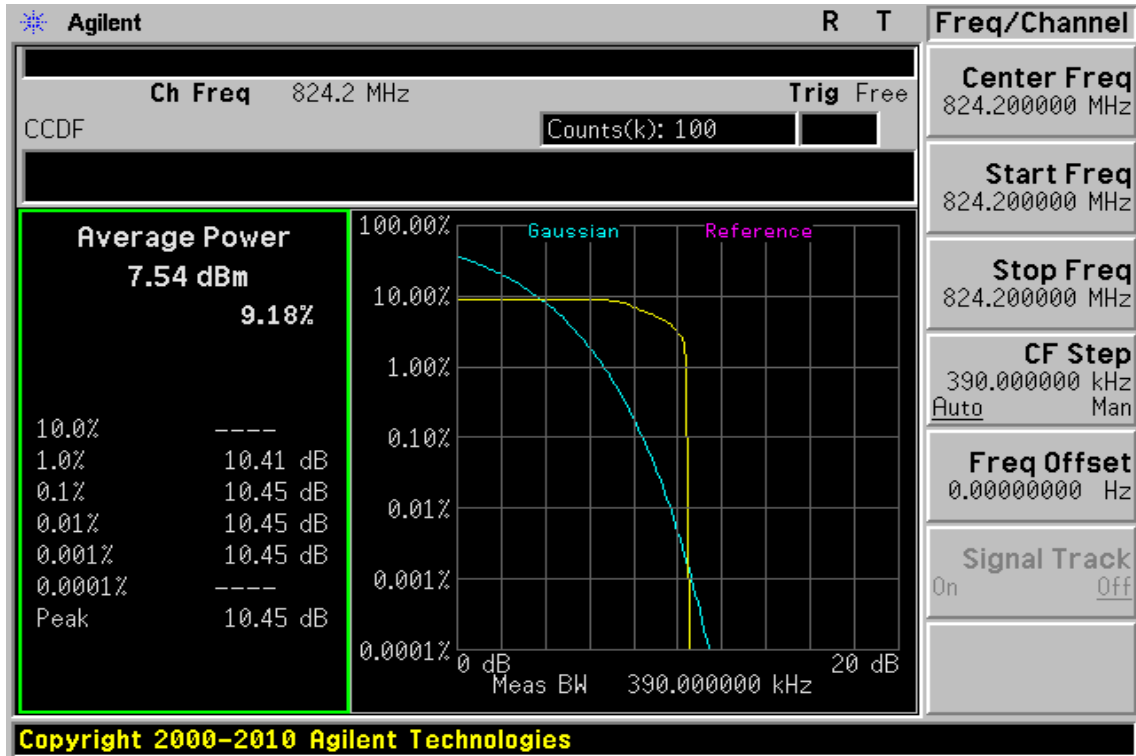 Agilent R T
Ch Freq 824.2 MHz Trig Free
CCDF Counts(k): 100
Average Power
7.54 dBm
9.18%
10.0% ----
1.0% 10.41 dB
0.1% 10.45 dB
0.01% 10.45 dB
0.001% 10.45 dB
0.0001% ----
Peak 10.45 dB
100.00% Gaussian Reference
10.00%
1.00%
0.10%
0.01%
0.001%
0.0001%
0 dB 20 dB
Meas BW 390.000000 kHz
Freq/Channel
Center Freq
824.200000 MHz
Start Freq
824.200000 MHz
Stop Freq
824.200000 MHz
CF Step
390.000000 kHz
Auto Man
Freq Offset
0.00000000 Hz
Signal Track
On Off
Copyright 2000-2010 Agilent Technologies